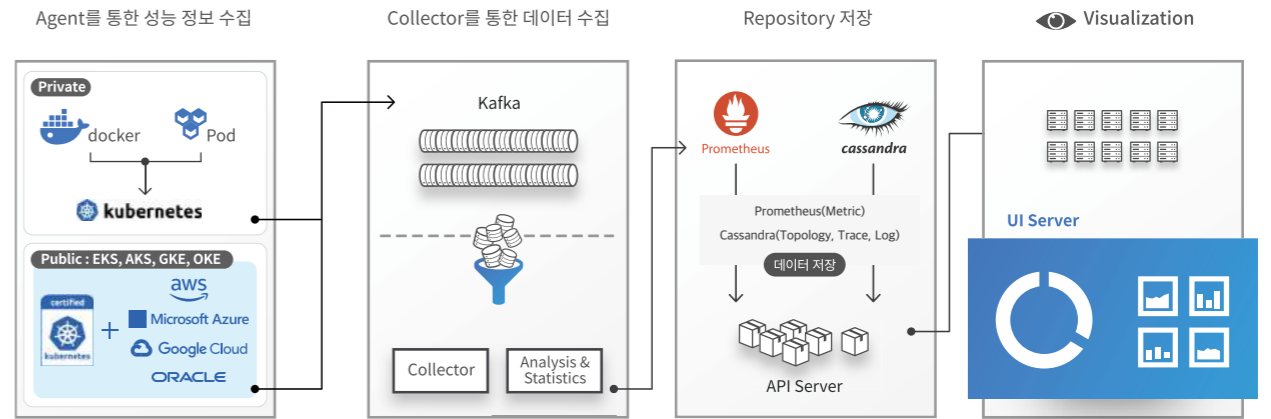 Agent를 통한 성능 정보 수집
Collector를 통한 데이터 수집
Repository 저장
Visualization
Private
docker
Pod
kubernetes
Public : EKS, AKS, GKE, OKE
certified
kubernetes
+
aws
Microsoft Azure
Google Cloud
ORACLE
Kafka
Collector
Analysis &
Statistics
Prometheus
cassandra
Prometheus(Metric)
Cassandra(Topology, Trace, Log)
데이터 저장
API Server
UI Server